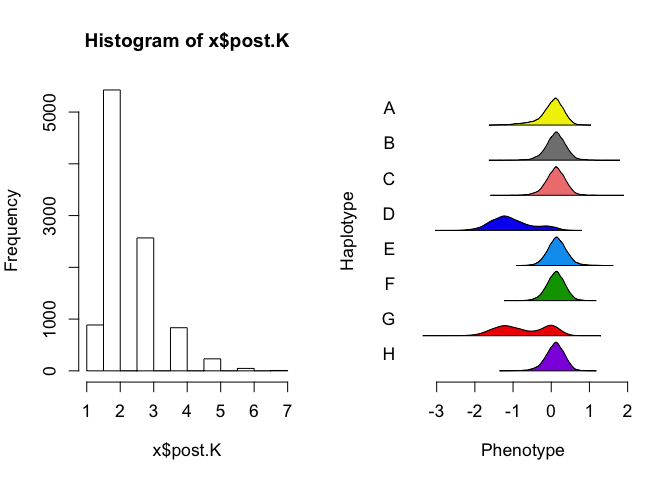 Histogram of x$post.K
Frequency
0
1000
3000
5000
1 2 3 4 5 6 7
x$post.K
Haplotype
A
B
C
D
E
F
G
H
-3 -2 -1 0 1 2
Phenotype